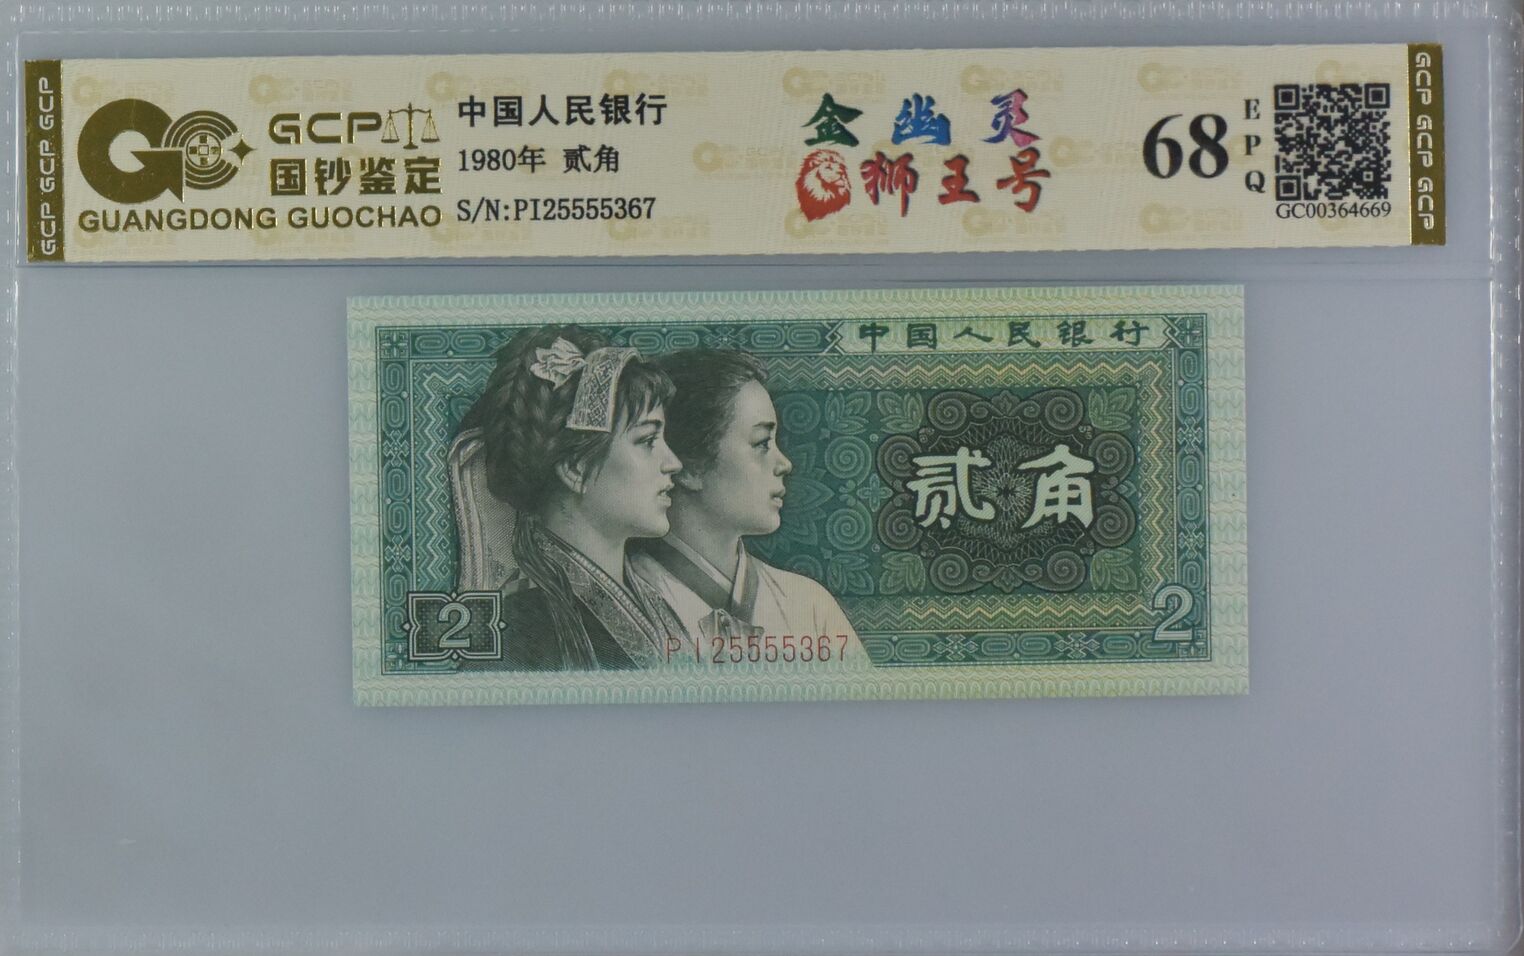 GCP GCP GCP
GCP
国钞鉴定
GUANGDONG GUOCHAO
中国人民银行
1980年 贰角
S/N:PI25555367
金幽灵
狮王号
68
EPQ
GC00364669
GCP GCP GCP
中国人民银行
贰角
2
2
PI25555367